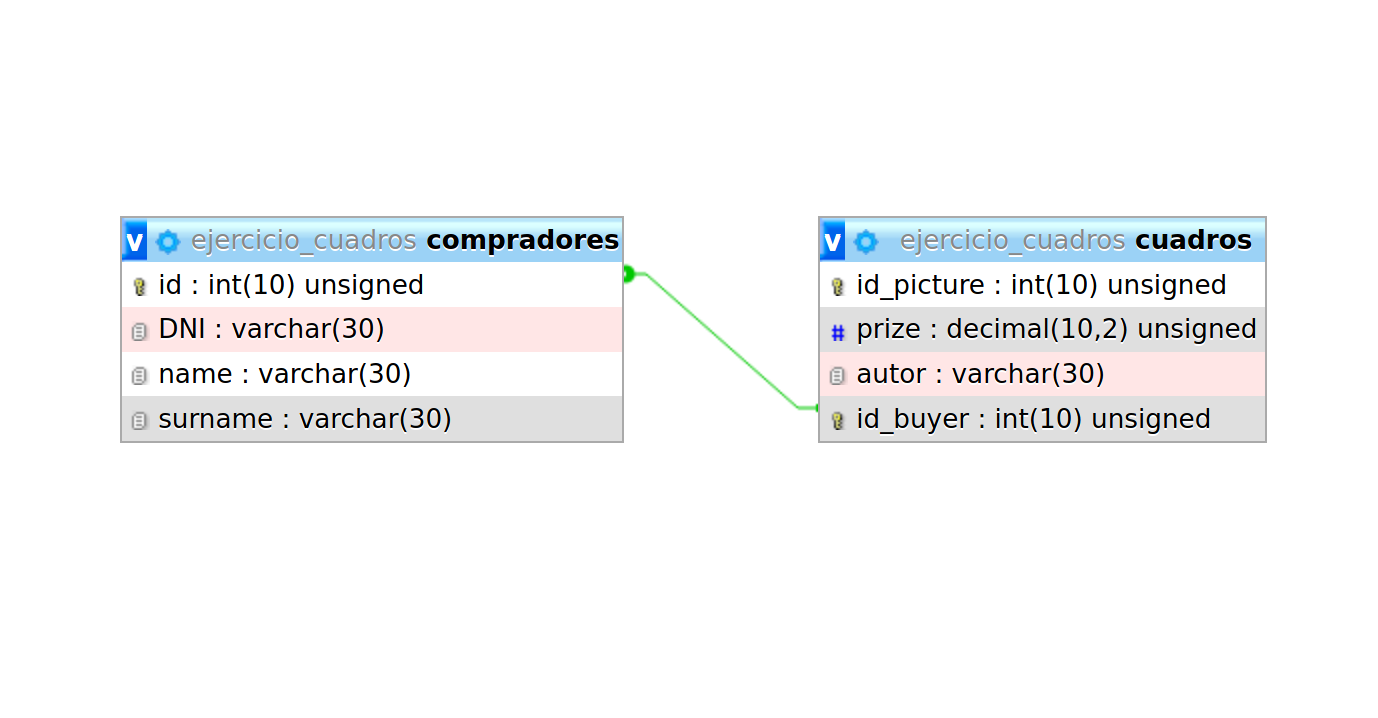 v ejercicio_cuadros compradores
id : int(10) unsigned
DNI : varchar(30)
name : varchar(30)
surname : varchar(30)
v ejercicio_cuadros cuadros
id_picture : int(10) unsigned
# prize : decimal(10,2) unsigned
autor : varchar(30)
id_buyer : int(10) unsigned